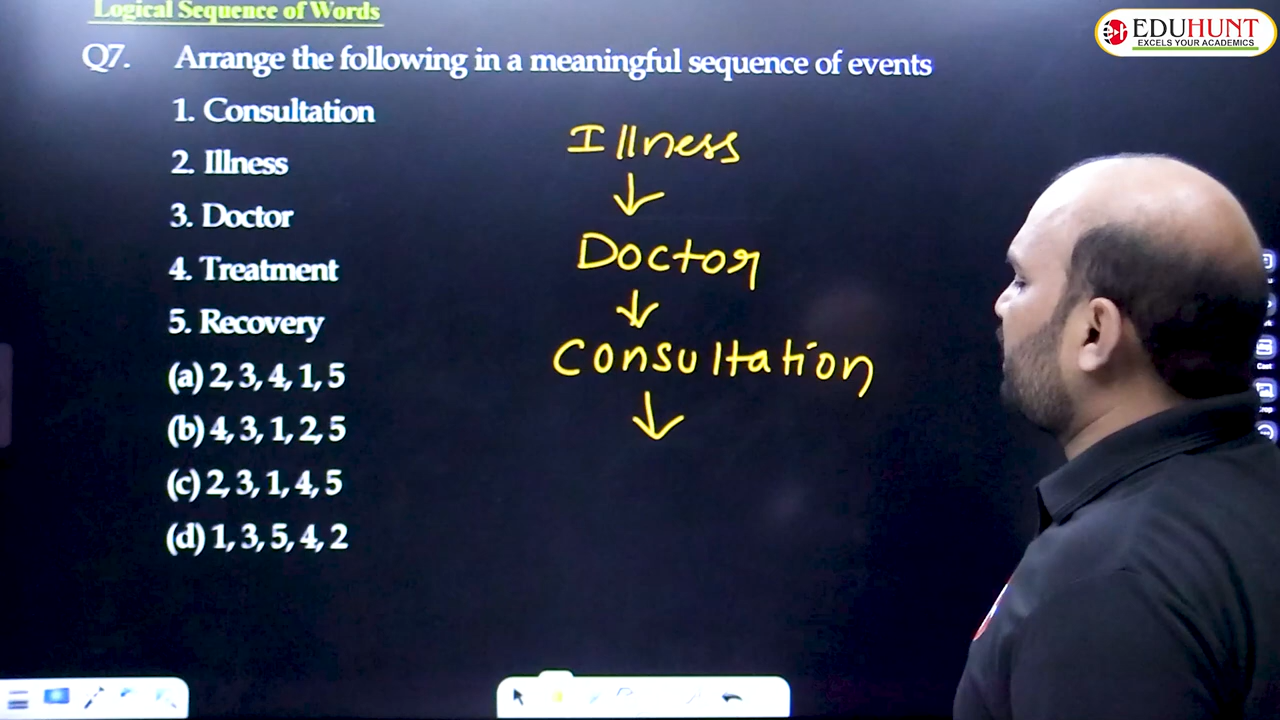 Logical Sequence of Words
EDUHUNT
EXCELS YOUR ACADEMICS
Q7. Arrange the following in a meaningful sequence of events
1. Consultation
2. Illness
3. Doctor
4. Treatment
5. Recovery
(a) 2, 3, 4, 1, 5
(b) 4, 3, 1, 2, 5
(c) 2, 3, 1, 4, 5
(d) 1, 3, 5, 4, 2
Illness
↓
Doctor
↓
Consultation
↓
Cast